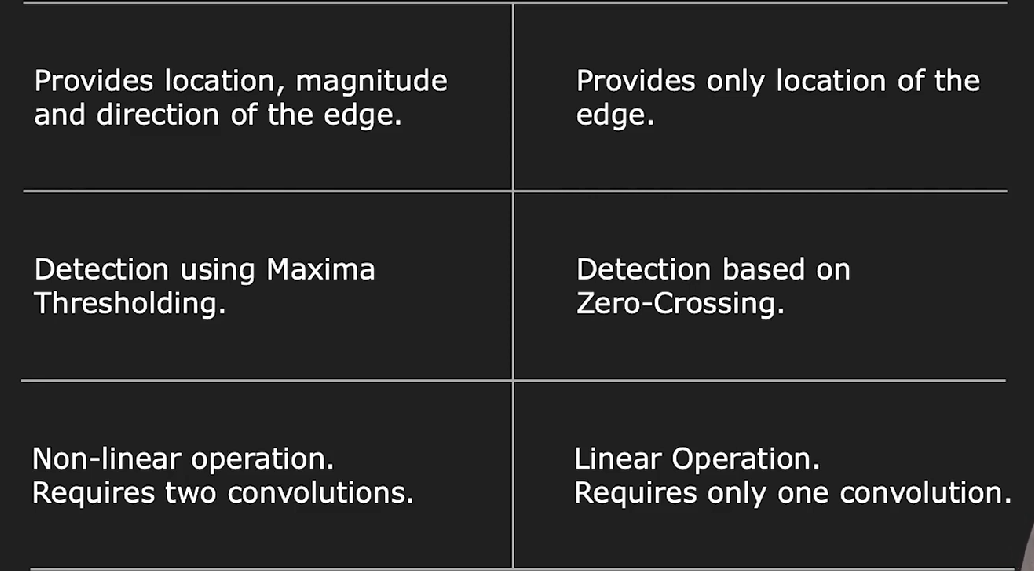 Provides location, magnitude
and direction of the edge.
Provides only location of the
edge.
Detection using Maxima
Thresholding.
Detection based on
Zero-Crossing.
Non-linear operation.
Requires two convolutions.
Linear Operation.
Requires only one convolution.